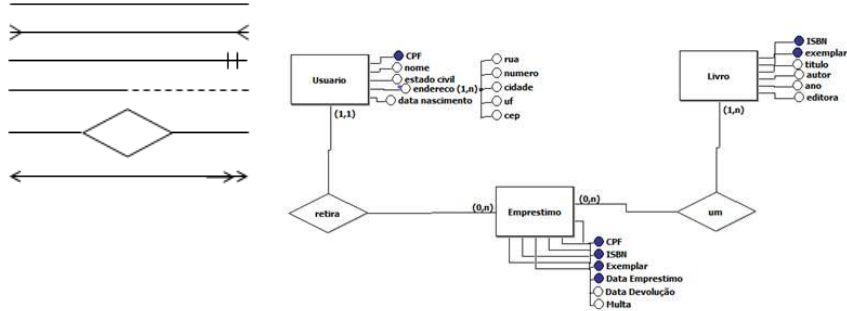 Usuario
CPF
nome
estado civil
endereco (1,n)
data nascimento
rua
numero
cidade
uf
cep
(1,1)
Livro
ISBN
exemplar
titulo
autor
ano
editora
(1,n)
retira
(0,n)
Emprestimo
(0,n)
um
CPF
ISBN
Exemplar
Data Emprestimo
Data Devolução
Multa